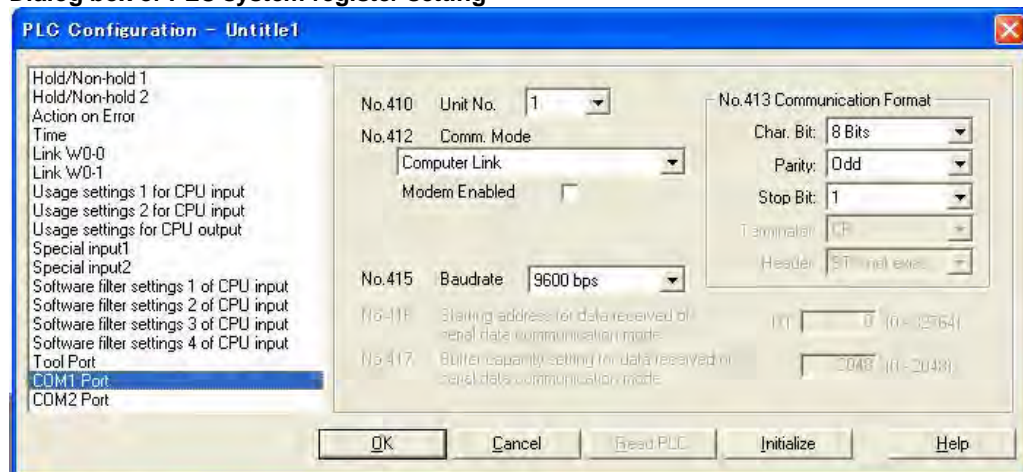 Dialog box of PLC system register setting
PLC Configuration - Untitle1
Hold/Non-hold 1
Hold/Non-hold 2
Action on Error
Time
Link W0-0
Link W0-1
Usage settings 1 for CPU input
Usage settings 2 for CPU input
Usage settings for CPU output
Special input1
Special input2
Software filter settings 1 of CPU input
Software filter settings 2 of CPU input
Software filter settings 3 of CPU input
Software filter settings 4 of CPU input
Tool Port
COM1 Port
COM2 Port
No.410 Unit No. 1
No.412 Comm. Mode
Computer Link
Modem Enabled
No.415 Baudrate 9600 bps
No.416 Starting address for data received of
serial data communication mode
No.417 Buffer capacity setting for data received of
serial data communication mode
No.413 Communication Format
Char. Bit: 8 Bits
Parity: Odd
Stop Bit: 1
Terminator: CR
Header: STX not exist
DT 0 (0 - 32764)
2048 (0 - 2048)
OK Cancel Read PLC Initialize Help